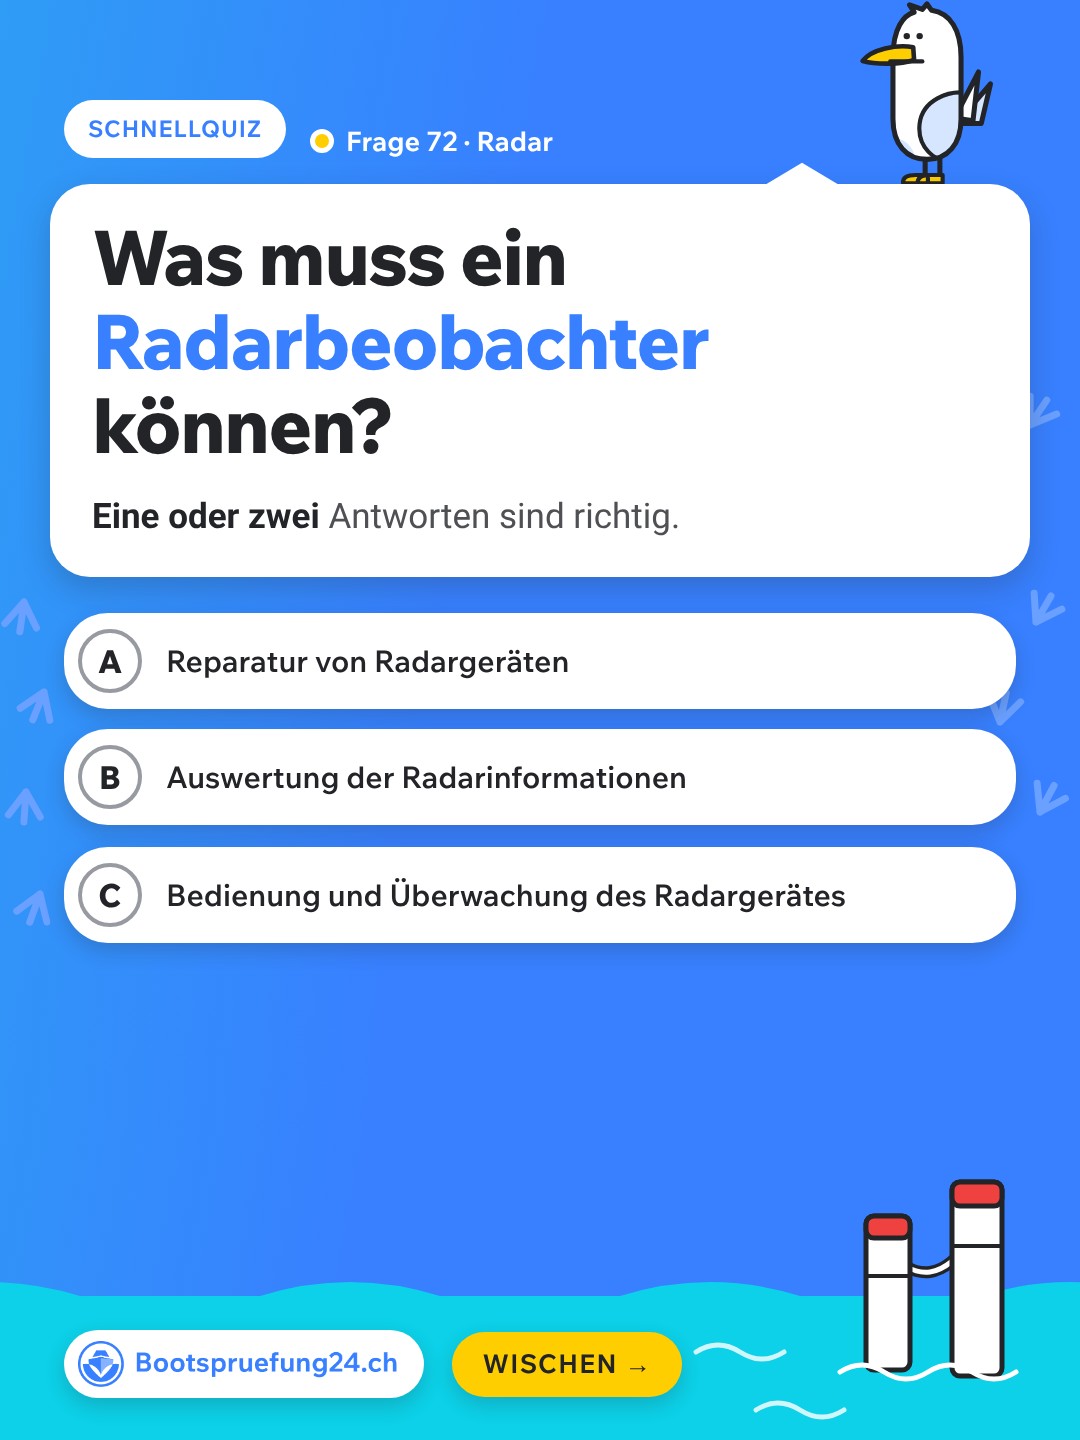 SCHNELLQUIZ
Frage 72 · Radar
Was muss ein
Radarbeobachter
können?
Eine oder zwei Antworten sind richtig.
A Reparatur von Radargeräten
B Auswertung der Radarinformationen
C Bedienung und Überwachung des Radargerätes
Bootspruefung24.ch
WISCHEN →